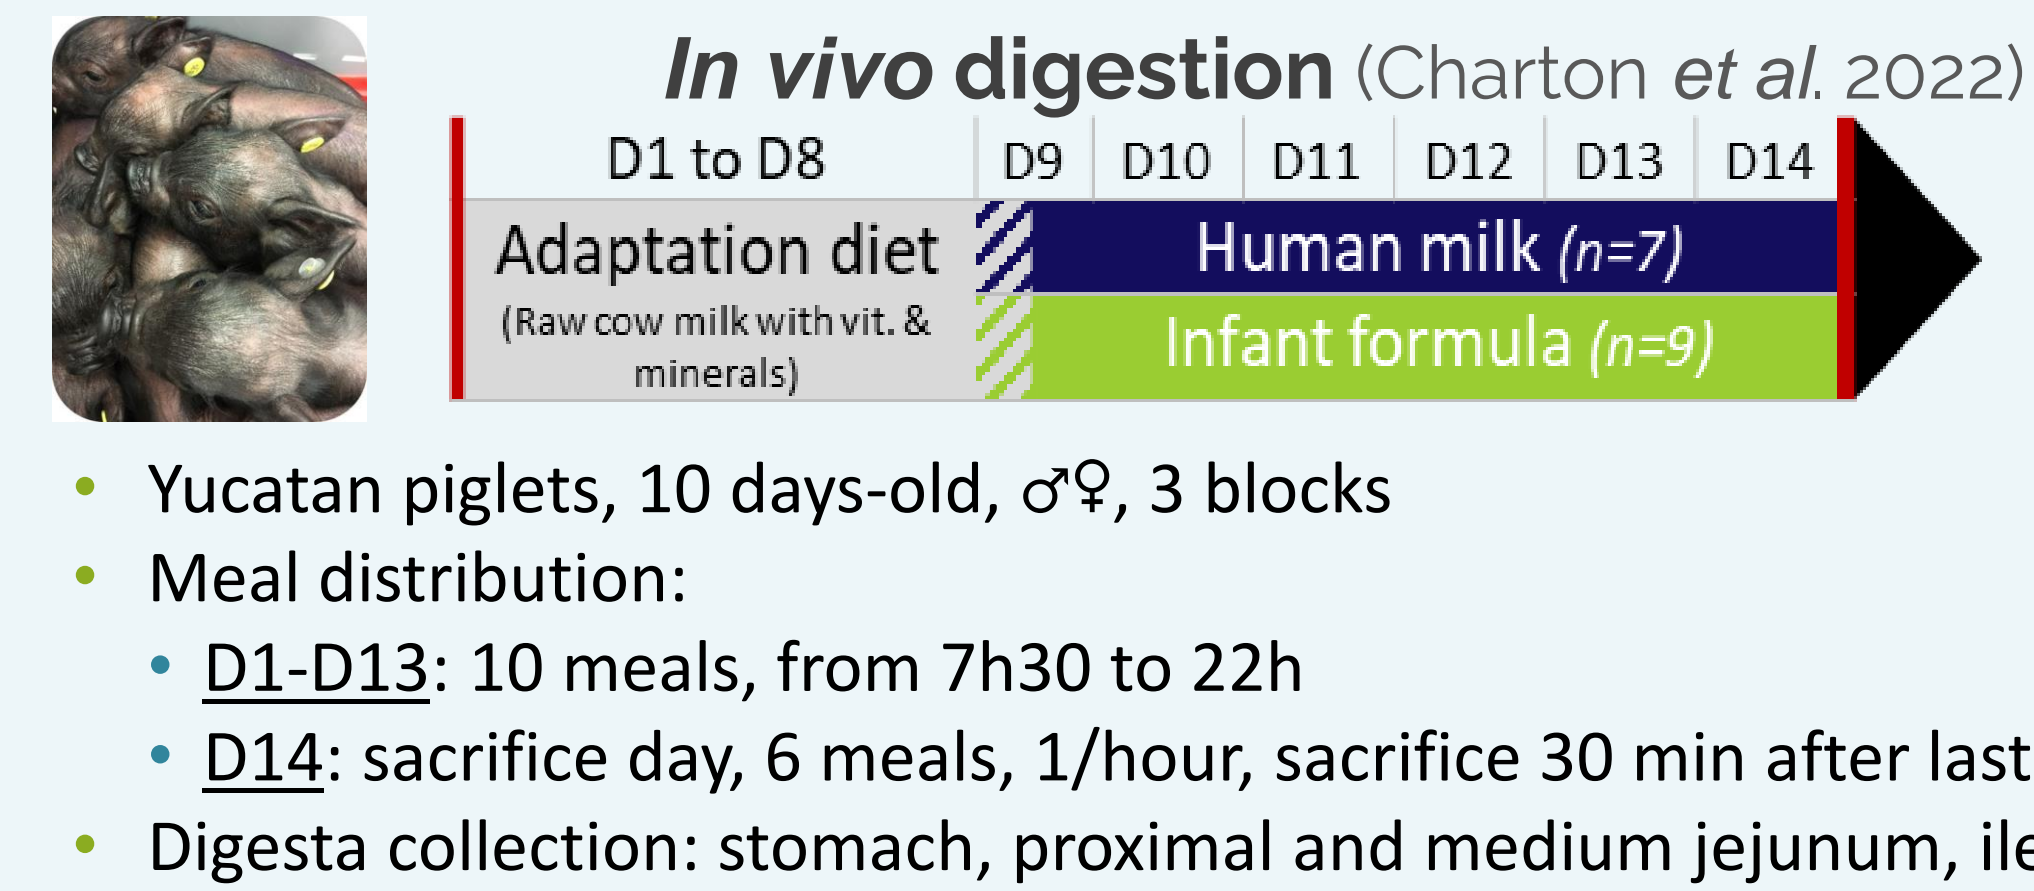 In vivo digestion (Charton et al. 2022)
D1 to D8 D9 D10 D11 D12 D13 D14
Adaptation diet
(Raw cow milk with vit. &
minerals)
Human milk (n=7)
Infant formula (n=9)
• Yucatan piglets, 10 days-old, ♂♀, 3 blocks
• Meal distribution:
• D1-D13: 10 meals, from 7h30 to 22h
• D14: sacrifice day, 6 meals, 1/hour, sacrifice 30 min after last
• Digesta collection: stomach, proximal and medium jejunum,